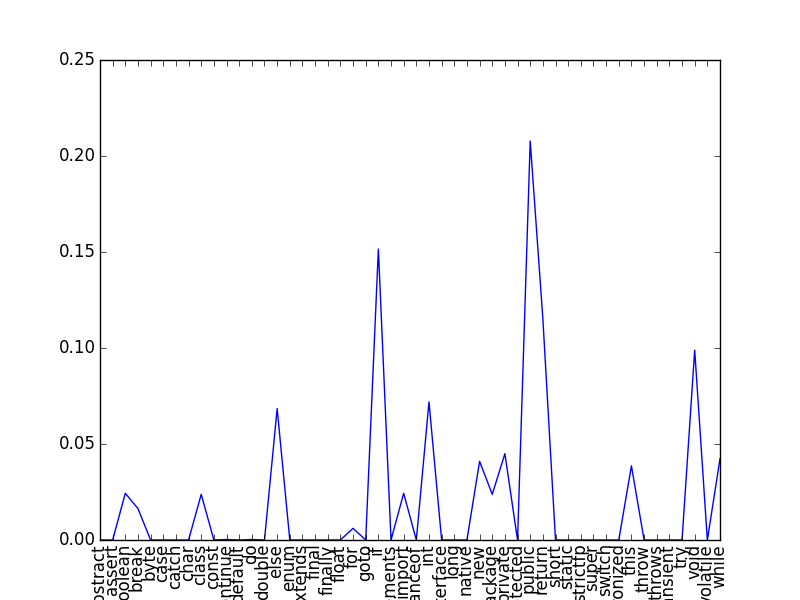 0.25
0.20
0.15
0.10
0.05
0.00
bstract
assert
oolean
break
byte
case
catch
char
class
const
ntinue
default
do
double
else
enum
xtends
final
finally
float
for
goto
if
ments
import
anceof
int
erface
long
native
new
ackage
private
tected
public
return
short
static
strictfp
super
switch
onized
this
throw
throws
ansient
try
void
volatile
while